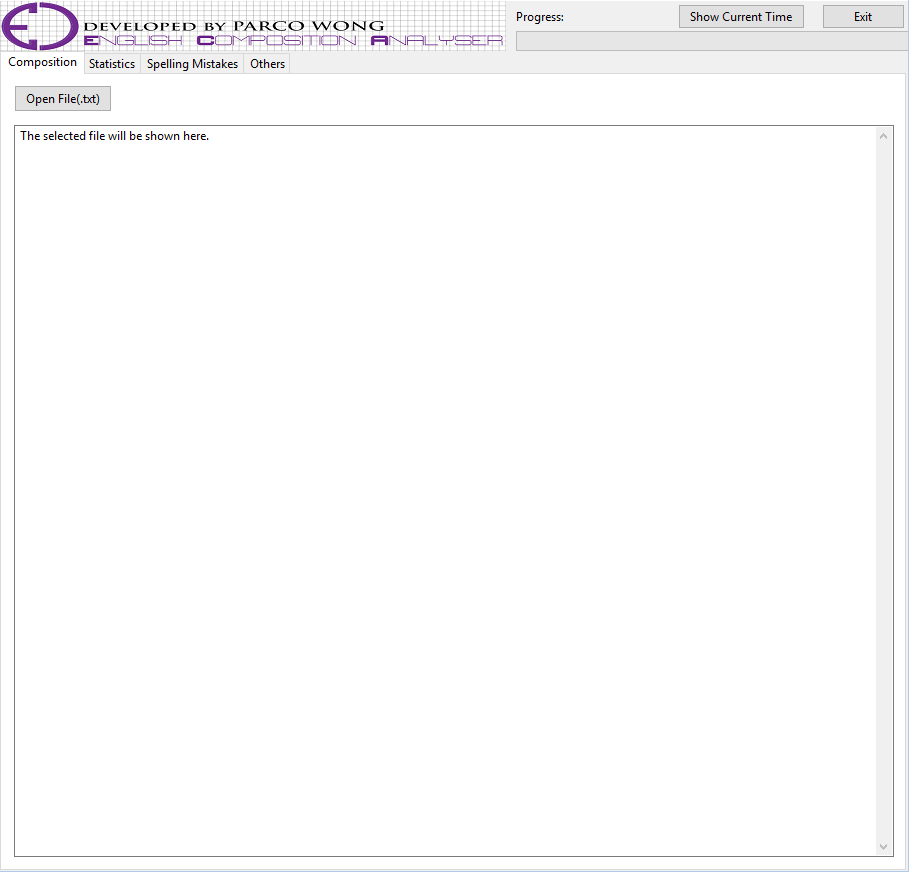 DEVELOPED BY PARCO WONG
ENGLISH COMPOSITION ANALYSER
Progress:
Show Current Time
Exit
Composition
Statistics
Spelling Mistakes
Others
Open File(.txt)
The selected file will be shown here.